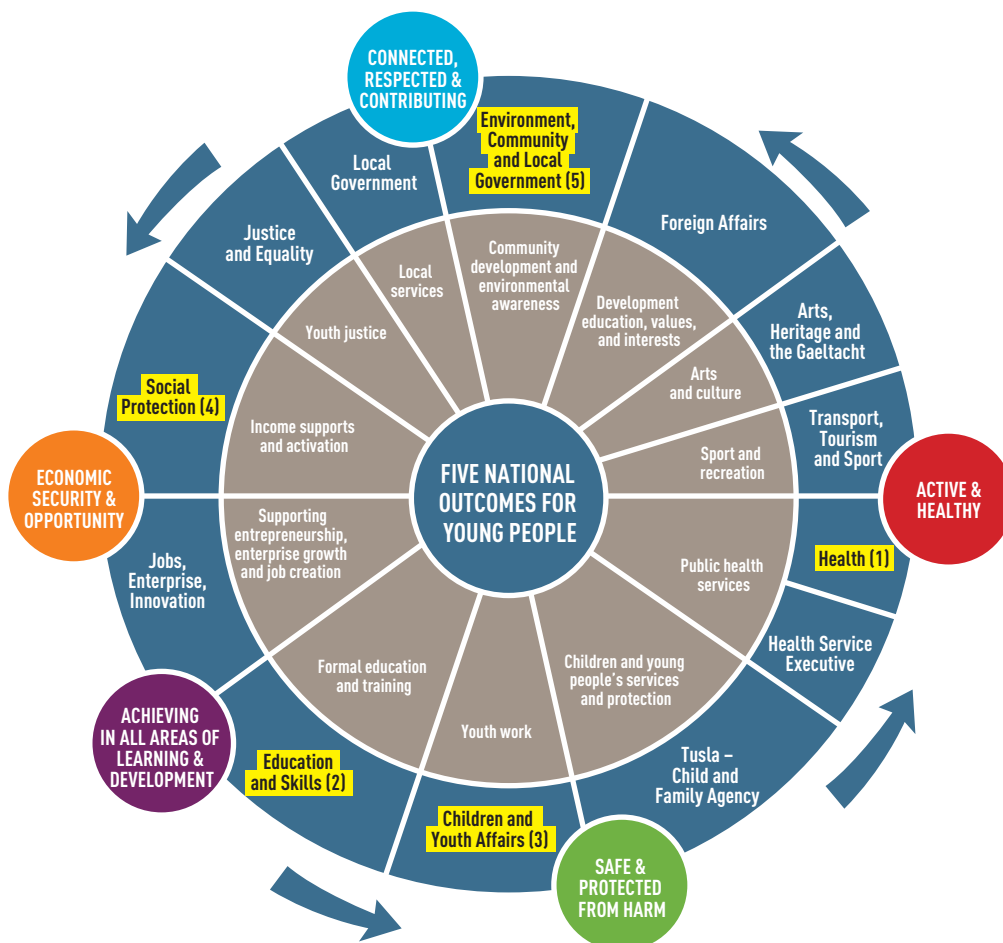 CONNECTED,
RESPECTED &
CONTRIBUTING
Environment,
Community
and Local
Government (5)
Foreign Affairs
Arts,
Heritage and
the Gaeltacht
Transport,
Tourism
and Sport
ACTIVE &
HEALTHY
Health (1)
Health Service
Executive
Tusla –
Child and
Family Agency
SAFE &
PROTECTED
FROM HARM
Children and
Youth Affairs (3)
Education
and Skills (2)
ACHIEVING
IN ALL AREAS OF
LEARNING &
DEVELOPMENT
Jobs,
Enterprise,
Innovation
ECONOMIC
SECURITY &
OPPORTUNITY
Social
Protection (4)
Justice
and Equality
Local
Government
Community
development and
environmental
awareness
Development
education, values,
and interests
Arts
and culture
Sport and
recreation
Public health
services
Children and young
people's services
and protection
Youth work
Formal education
and training
Supporting
entrepreneurship,
enterprise growth
and job creation
Income supports
and activation
Youth justice
Local
services
FIVE NATIONAL
OUTCOMES FOR
YOUNG PEOPLE